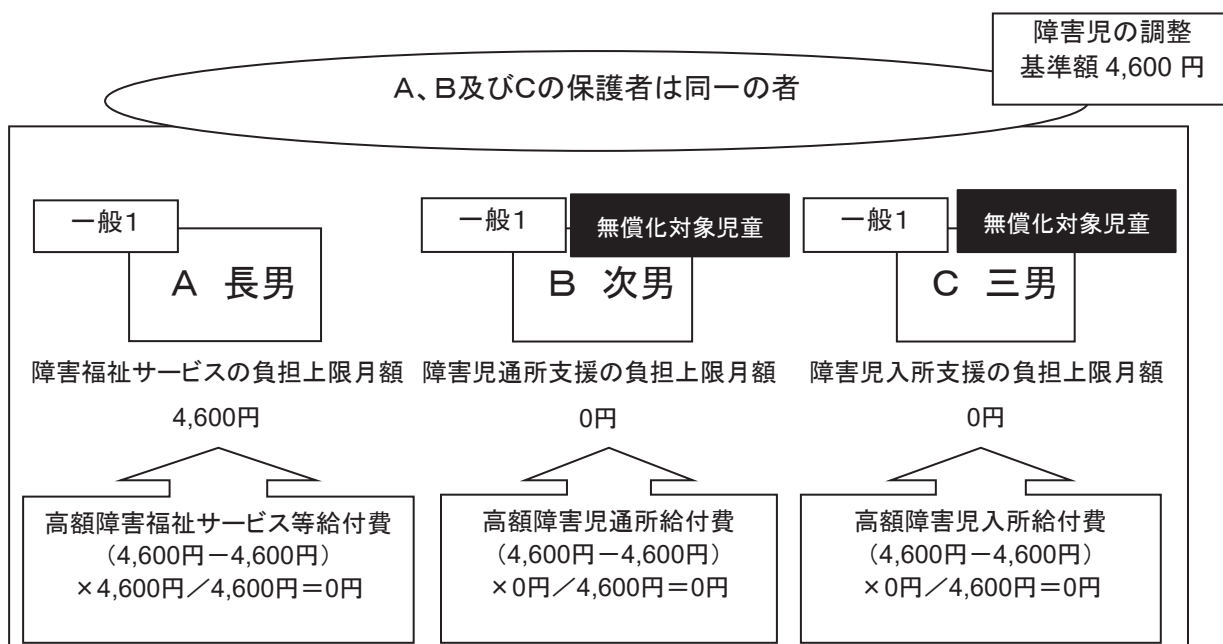 障害児の調整
基準額 4,600 円
A、B及びCの保護者は同一の者
一般1
A 長男
障害福祉サービスの負担上限月額
4,600円
高額障害福祉サービス等給付費
(4,600円-4,600円)
×4,600円/4,600円=0円
一般1
無償化対象児童
B 次男
障害児通所支援の負担上限月額
0円
高額障害児通所給付費
(4,600円-4,600円)
×0円/4,600円=0円
一般1
無償化対象児童
C 三男
障害児入所支援の負担上限月額
0円
高額障害児入所給付費
(4,600円-4,600円)
×0円/4,600円=0円